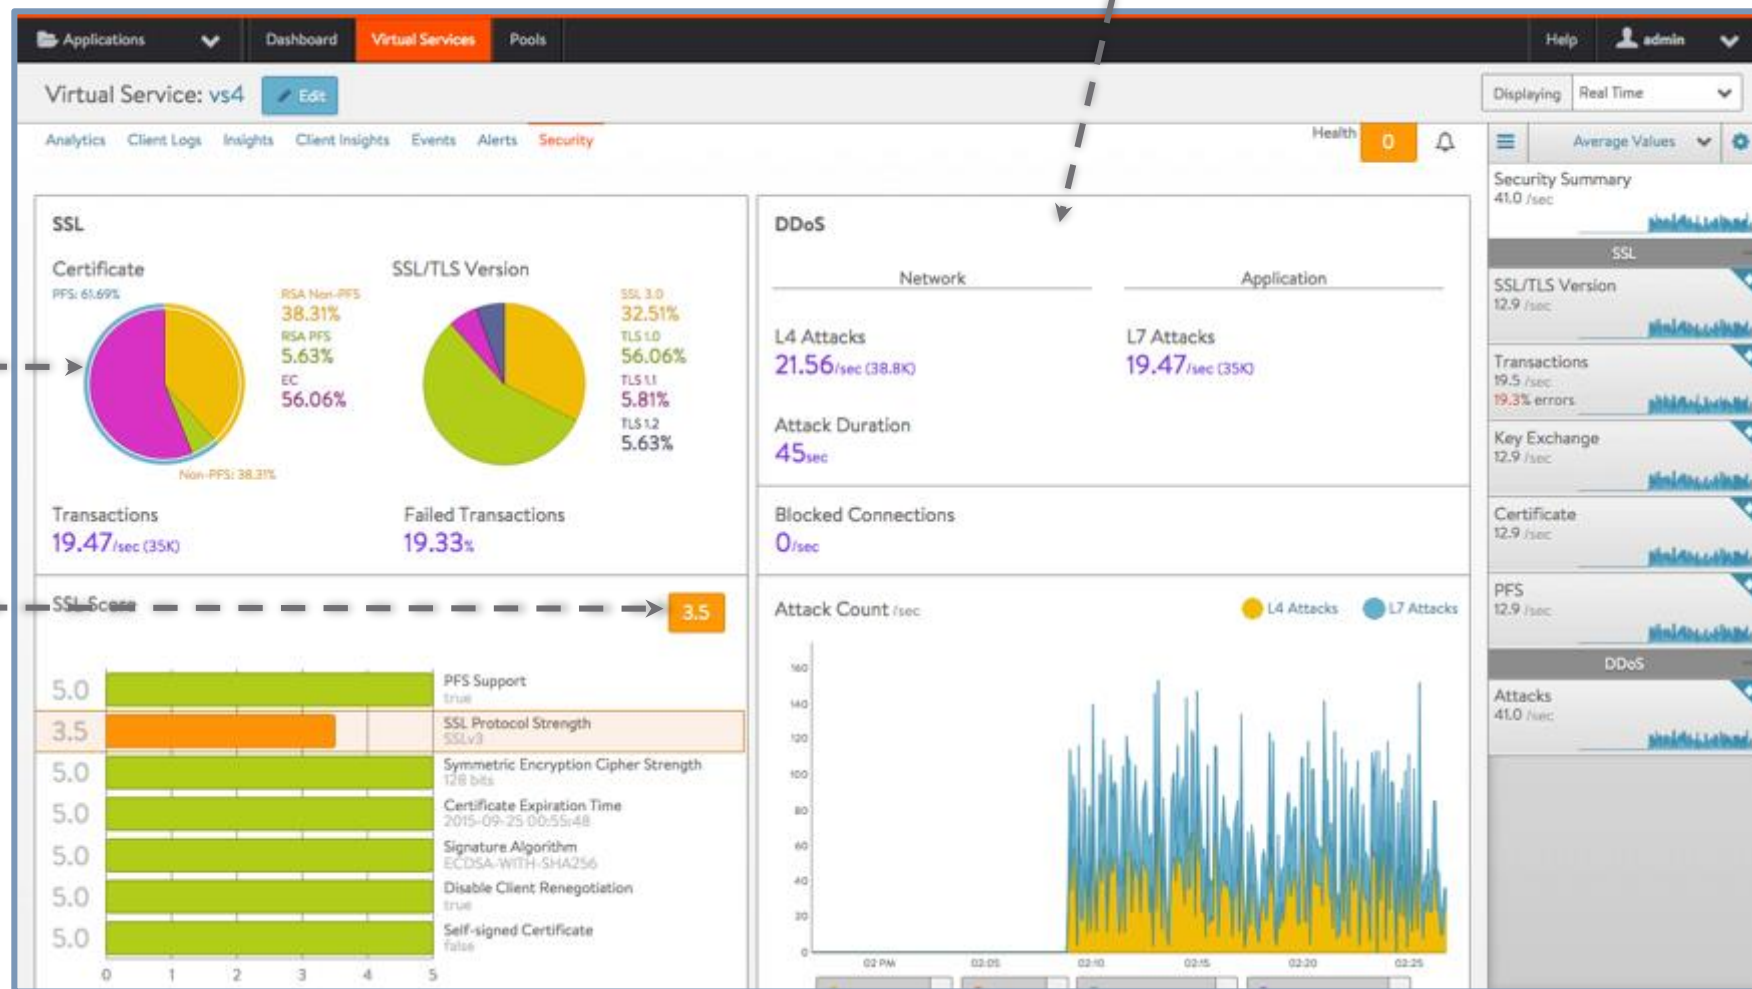 Applications
Dashboard
Virtual Services
Pools
Help
admin
Virtual Service: vs4
Edit
Displaying
Real Time
Analytics
Client Logs
Insights
Client Insights
Events
Alerts
Security
Health
0
Average Values
SSL
Certificate
PFS: 61.69%
RSA Non-PFS
38.31%
RSA PFS
5.63%
EC
56.06%
Non-PFS: 38.31%
SSL/TLS Version
SSL 3.0
32.51%
TLS 1.0
56.06%
TLS 1.1
5.81%
TLS 1.2
5.63%
Transactions
19.47/sec (35K)
Failed Transactions
19.33%
DDoS
Network
Application
L4 Attacks
21.56/sec (38.8K)
L7 Attacks
19.47/sec (35K)
Attack Duration
45sec
Blocked Connections
0/sec
SSL Score
3.5
5.0
PFS Support
true
3.5
SSL Protocol Strength
SSLv3
5.0
Symmetric Encryption Cipher Strength
128 bits
5.0
Certificate Expiration Time
2015-09-25 00:55:48
5.0
Signature Algorithm
ECDSA-WITH-SHA256
5.0
Disable Client Renegotiation
true
5.0
Self-signed Certificate
false
0 1 2 3 4 5
Attack Count /sec
L4 Attacks
L7 Attacks
160
140
120
100
80
60
40
20
0
02 PM 02:05 02:10 02:15 02:20 02:25
Security Summary
41.0 /sec
SSL
SSL/TLS Version
12.9 /sec
Transactions
19.5 /sec
19.3% errors
Key Exchange
12.9 /sec
Certificate
12.9 /sec
PFS
12.9 /sec
DDoS
Attacks
41.0 /sec